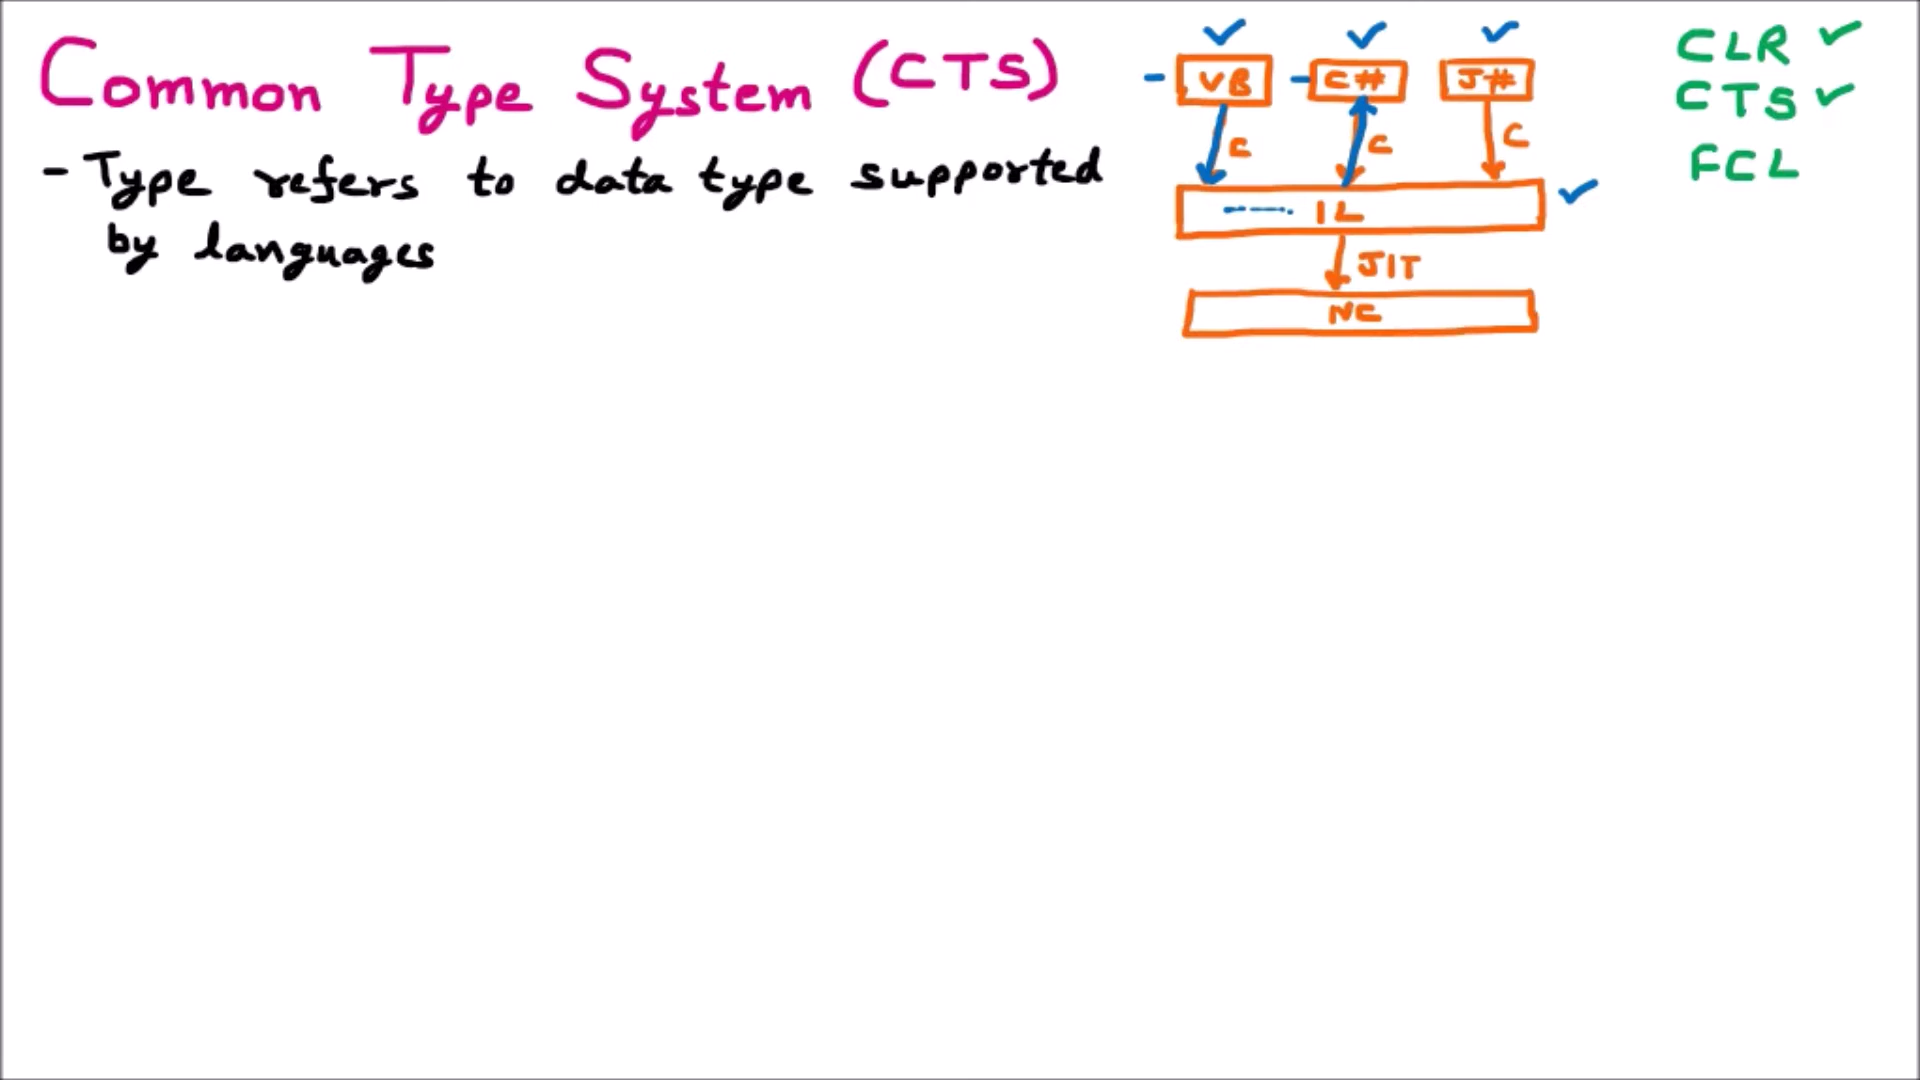 Common Type System (CTS)
- Type refers to data type supported
by languages
VB C# J#
C C C
IL
JIT
NC
CLR ✓
CTS ✓
FCL